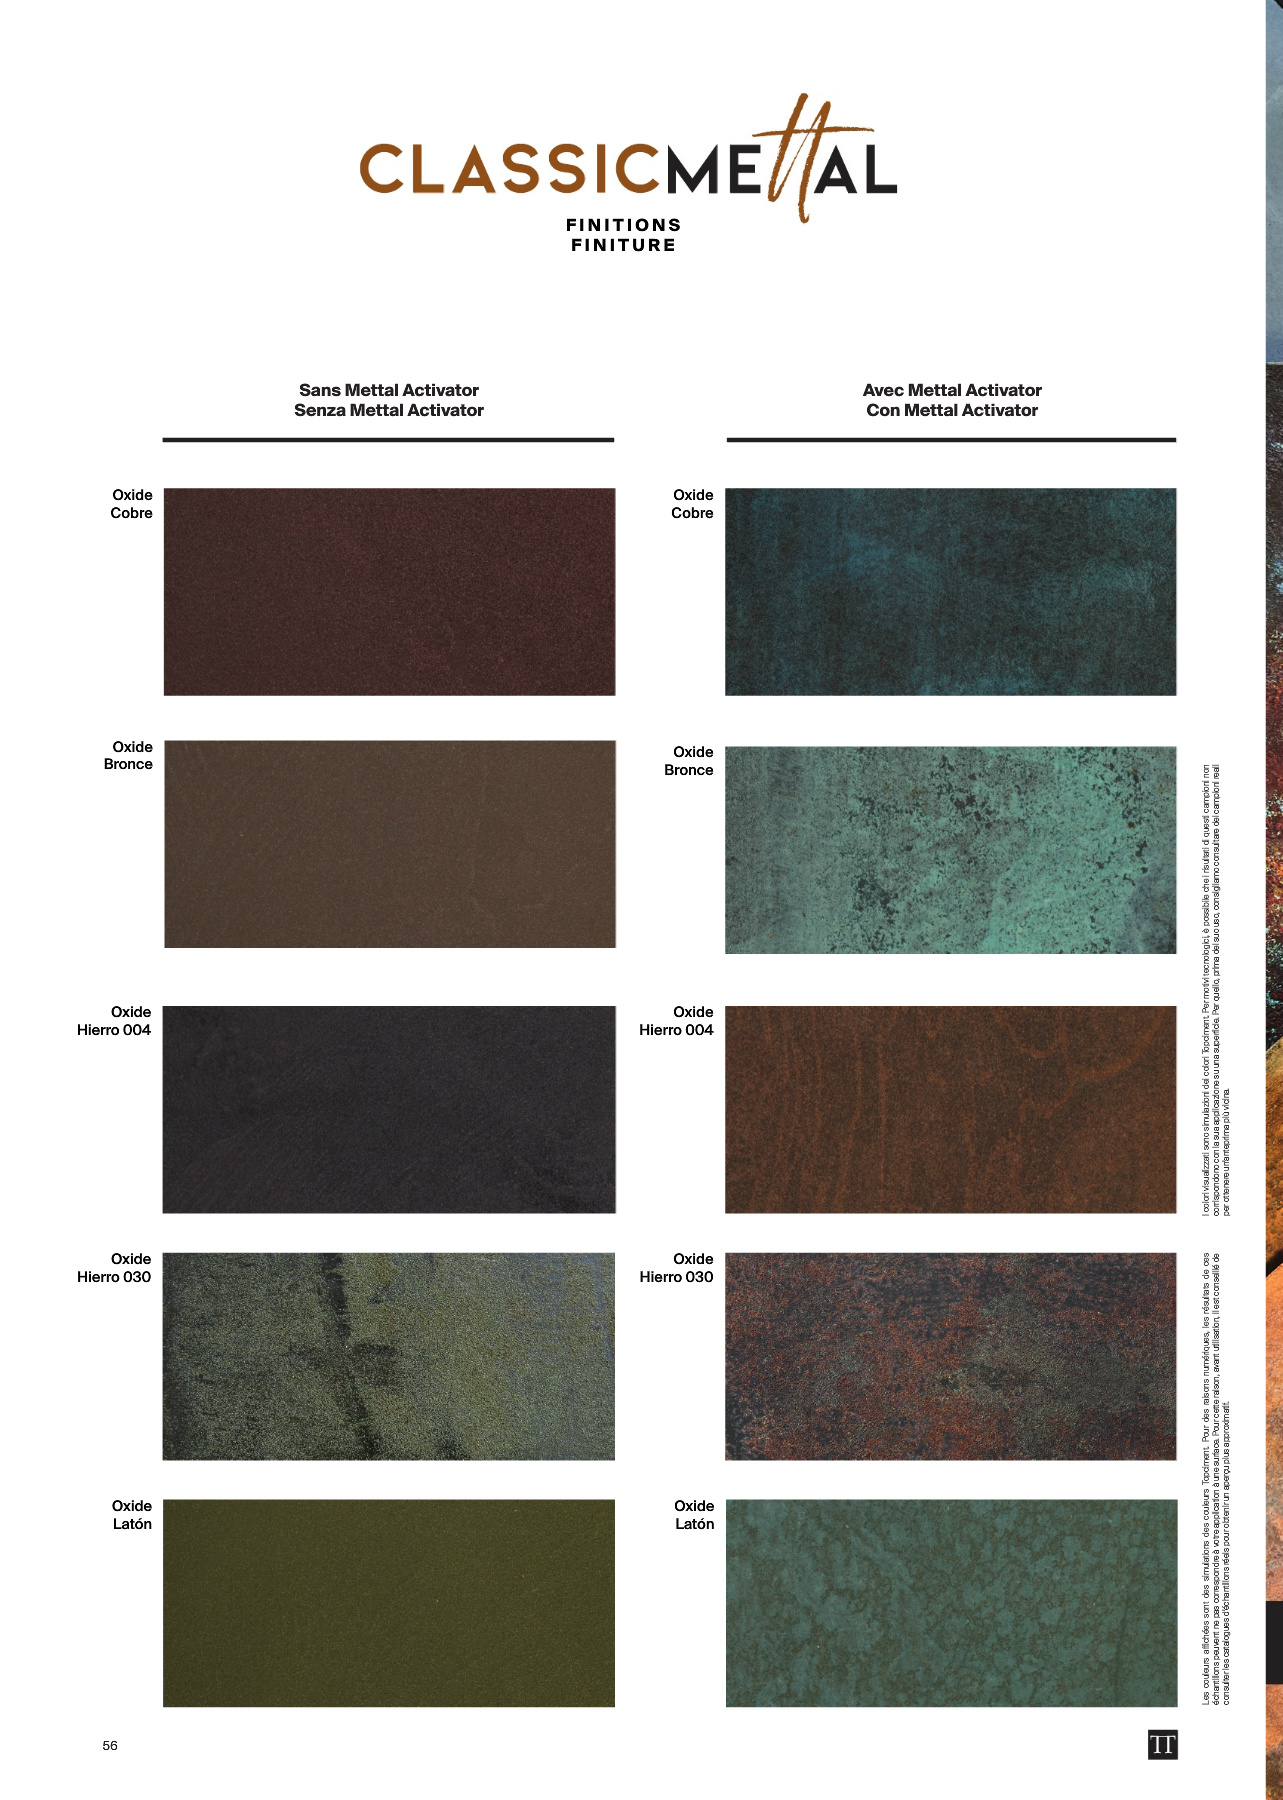 CLASSICMEttAL
FINITIONS
FINITURE
Sans Mettal Activator
Senza Mettal Activator
Avec Mettal Activator
Con Mettal Activator
Oxide
Cobre
Oxide
Cobre
Oxide
Bronce
Oxide
Bronce
Oxide
Hierro 004
Oxide
Hierro 004
Oxide
Hierro 030
Oxide
Hierro 030
Oxide
Latón
Oxide
Latón
I colori visualizzati sono simulazioni dei colori Topciment. Per motivi tecnologici, è possibile che i risultati di questi campioni non
corrispondono con la sua applicazione su una superficie. Per quello, prima del suo uso, consigliamo consultare dei campioni reali
per ottenere un'anteprima più vicina.
Les couleurs affichées sont des simulations des couleurs Topciment. Pour des raisons numériques, les résultats de ces
échantillons peuvent ne pas correspondre à votre application à une surface. Pour cette raison, avant utilisation, il est conseillé de
consulter les catalogues d'échantillons réels pour obtenir un aperçu plus approximatif.
56
TT